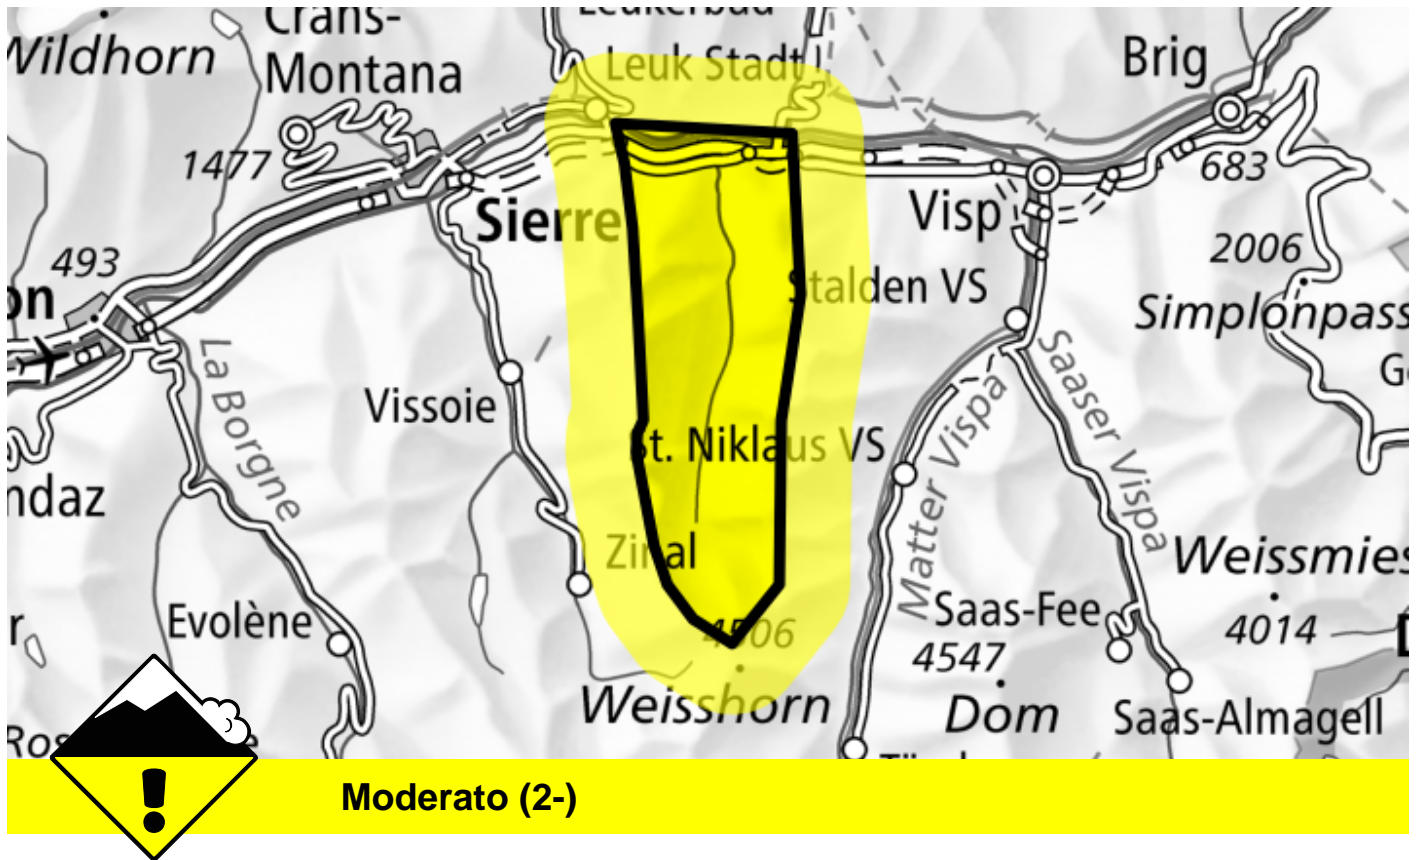 Leukerbad
Crans-
Montana
Wildhorn
Leuk Stadt
Brig
1477
683
Sierre
Visp
2006
493
on
Stalden VS
Simplonpass
La Borgne
Saaser Vispa
Vissoie
G
Matter Vispa
St. Niklaus VS
ndaz
Zinal
Weissmies
Evolène
r
4506
Saas-Fee
4014
D
4547
Weisshorn
Dom
Saas-Almagell
Ros
Moderato (2-)